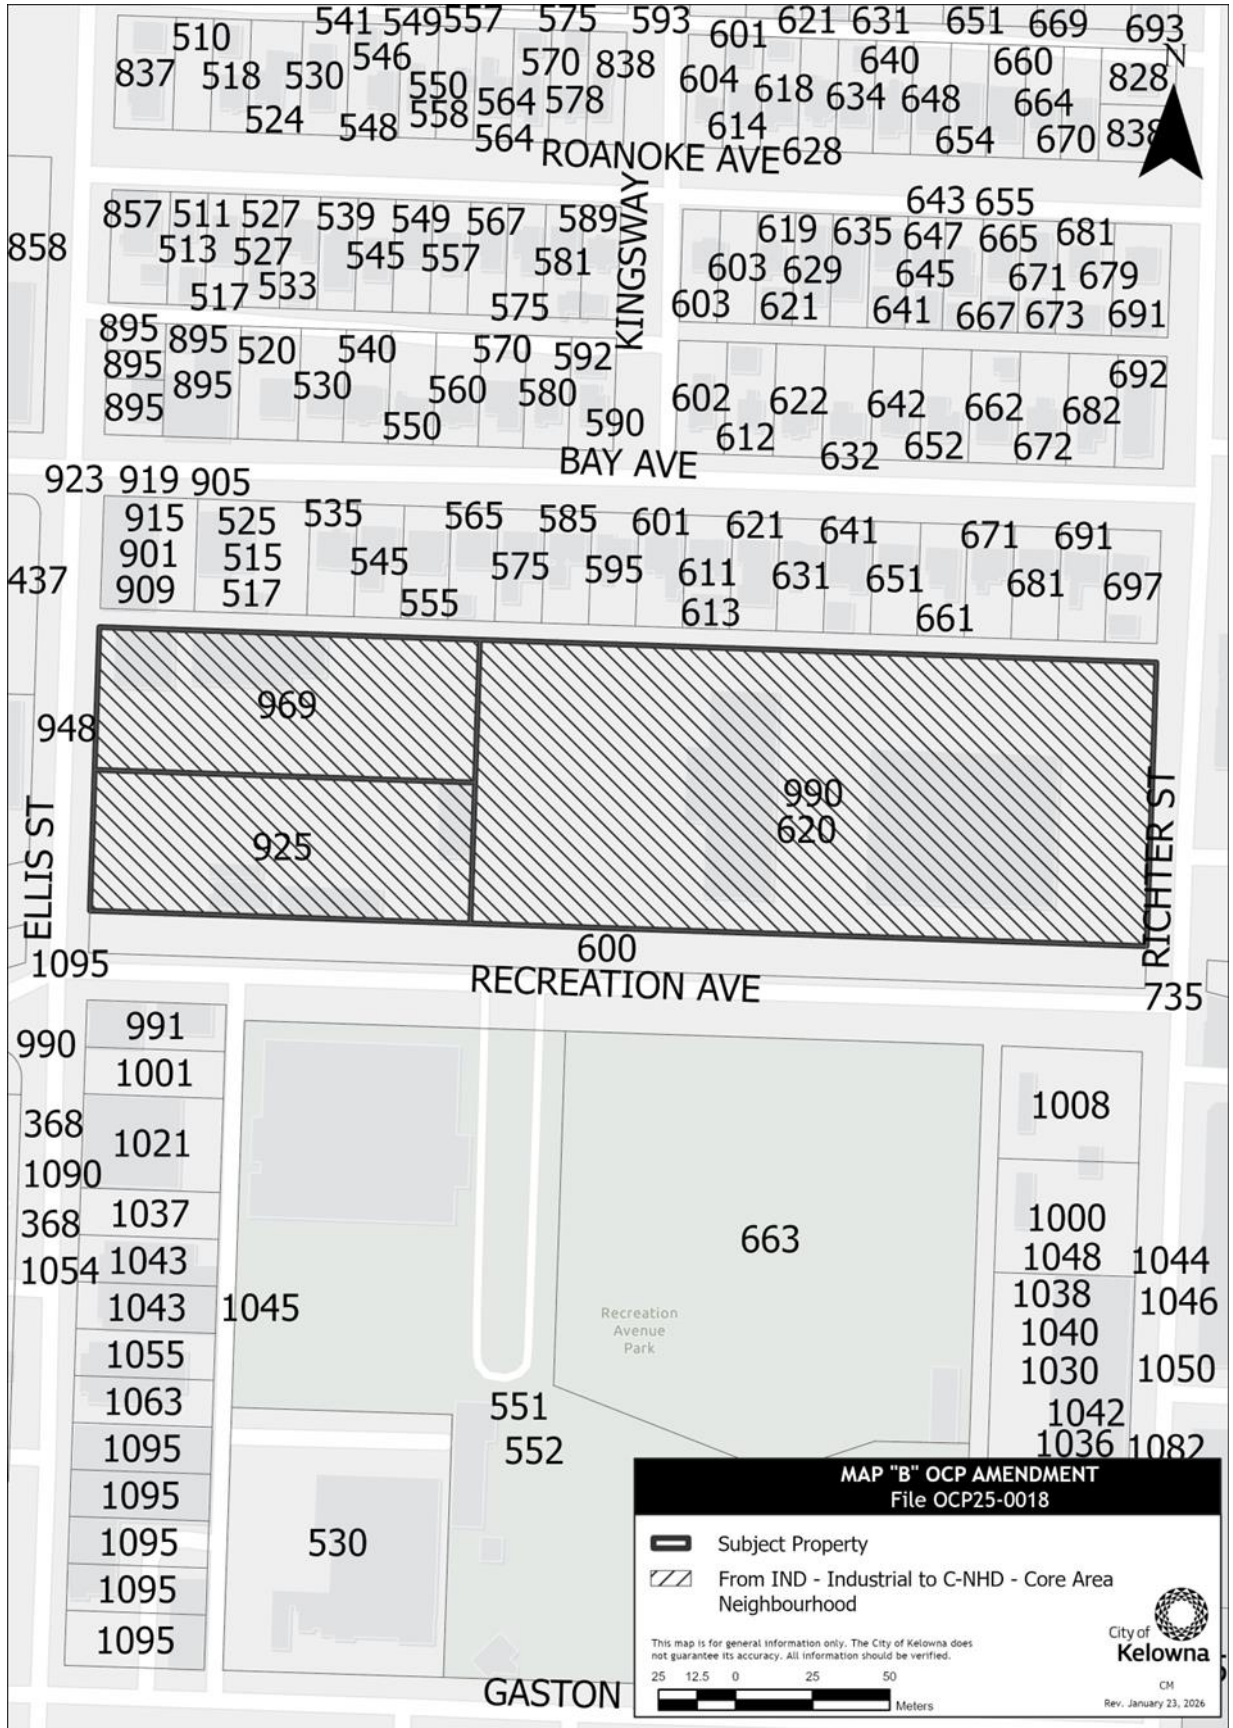 541 549 557 575 593 621 631 651 669 693
510 546 570 838 601 640 660 N
837 518 530 550 604 618 634 648 664 828
524 548 558 564 578 614 654 670 838
564 ROANOKE AVE 628
643 655
857 511 527 539 549 567 589 619 635 647 665 681
858 513 527 545 557 581 603 629 645 671 679
517 533 575 603 621 641 667 673 691
KINGSWAY
895 895 520 540 570 592
895 895 530 560 580 602 622 642 662 682 692
895 550 590 612 632 652 672
BAY AVE
923 919 905
915 525 535 565 585 601 621 641 671 691
901 515 545 575 595 611 631 651 681 697
437 909 517 555 613 661
969
948
990
620
925
ELLIS ST
RICHTER ST
600
1095
RECREATION AVE
735
991
990
1001
1008
368
1021
1090
1037
368
663
1000
1043
1048 1044
1054
1043 1045
1038 1046
Recreation
Avenue
Park
1040
1055
1030 1050
1063
551
1042
1095
552
1036 1082
1095
530
1095
1095
1095
GASTON
MAP "B" OCP AMENDMENT
File OCP25-0018
Subject Property
From IND - Industrial to C-NHD - Core Area
Neighbourhood
This map is for general information only. The City of Kelowna does
not guarantee its accuracy. All information should be verified.
25 12.5 0 25 50
Meters
City of
Kelowna
CM
Rev. January 23, 2026